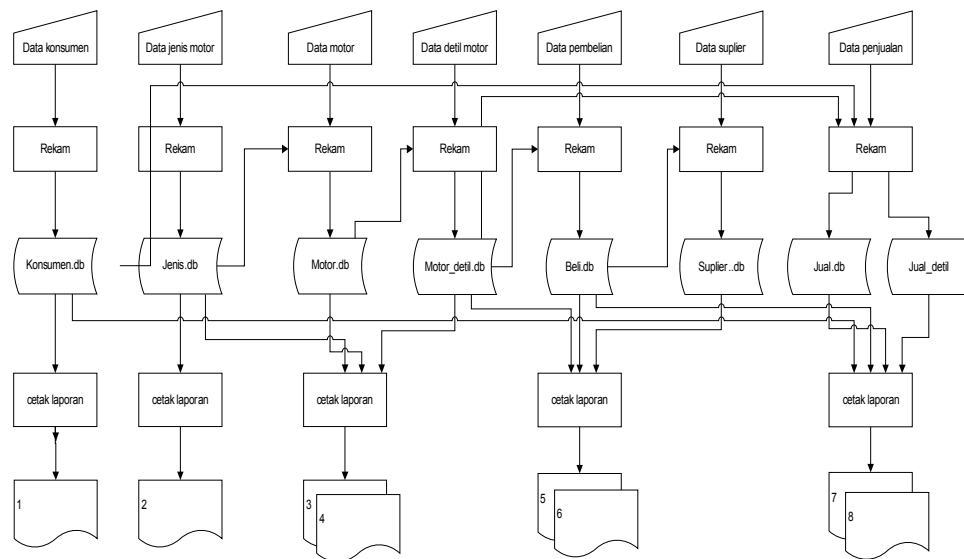 Data konsumen
Data jenis motor
Data motor
Data detil motor
Data pembelian
Data suplier
Data penjualan
Rekam
Rekam
Rekam
Rekam
Rekam
Rekam
Rekam
Konsumen.db
Jenis.db
Motor.db
Motor_detil.db
Beli.db
Suplier ..db
Jual.db
Jual_detil
cetak laporan
cetak laporan
cetak laporan
cetak laporan
cetak laporan
1
2
3
4
5
6
7
8